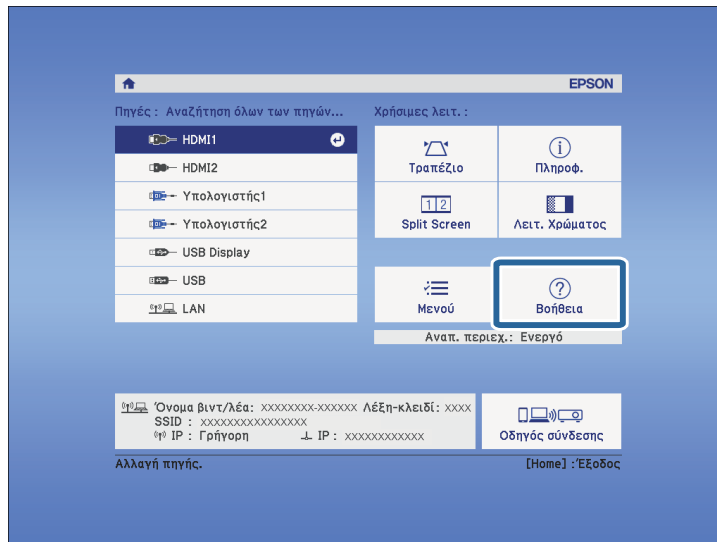 EPSON
Πηγές : Αναζήτηση όλων των πηγών...
Χρήσιμες λειτ. :
HDMI1
HDMI2
Υπολογιστής1
Υπολογιστής2
USB Display
USB
LAN
Τραπέζιο
Πληροφ.
1 2
Split Screen
Λειτ. Χρώματος
Μενού
Βοήθεια
Αναπ. περιεχ.: Ενεργό
Όνομα βιντ/λέα: XXXXXXXX-XXXXXX Λέξη-κλειδί: XXXX
SSID : XXXXXXXXXXXXXXXX
IP : Γρήγορη IP : XXXXXXXXXXXX
Οδηγός σύνδεσης
Αλλαγή πηγής.
[Home] :Έξοδος